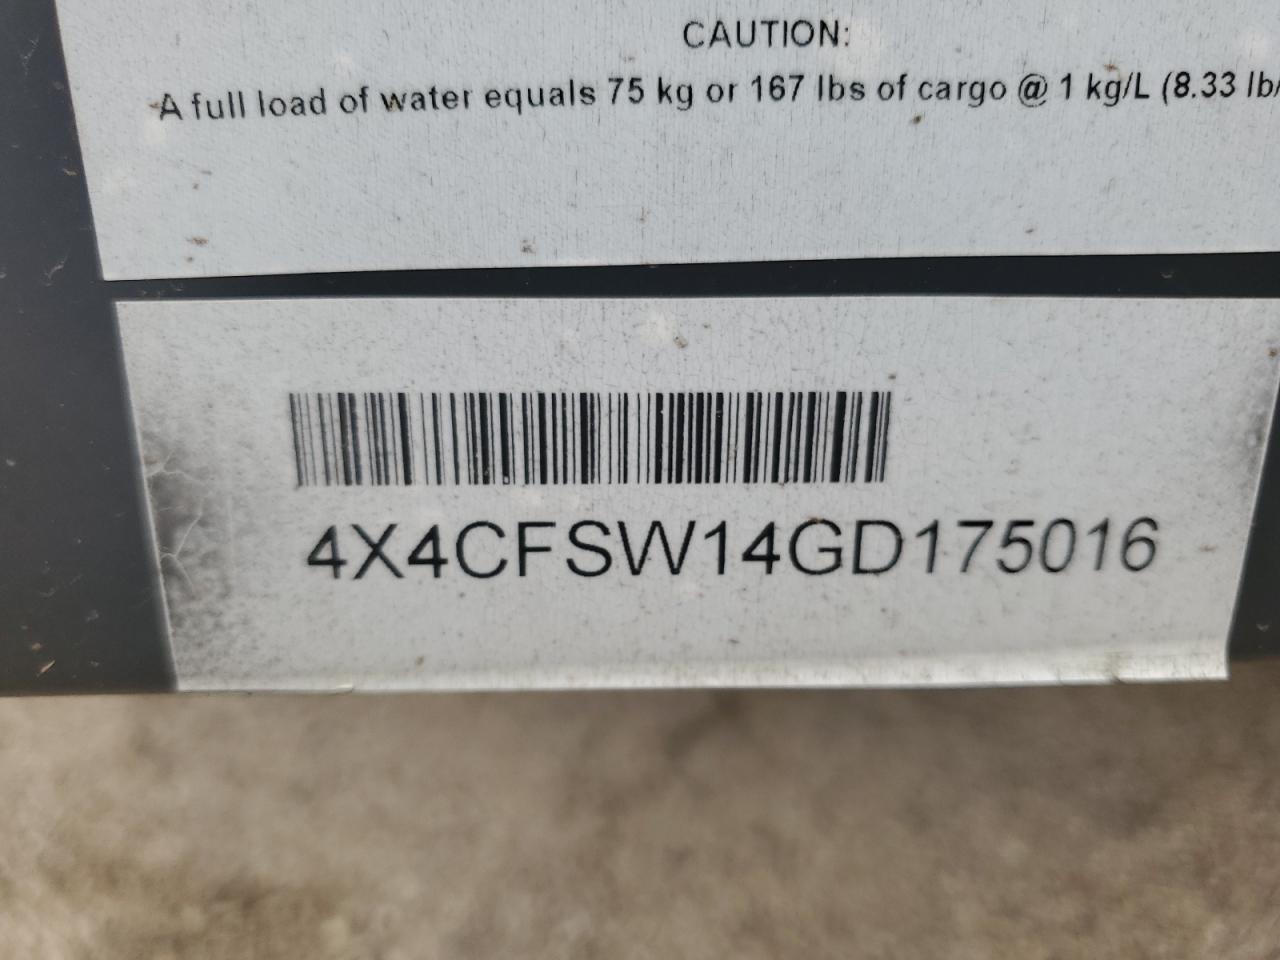 CAUTION:
A full load of water equals 75 kg or 167 lbs of cargo @ 1 kg/L (8.33 lb/
4X4CFSW14GD175016